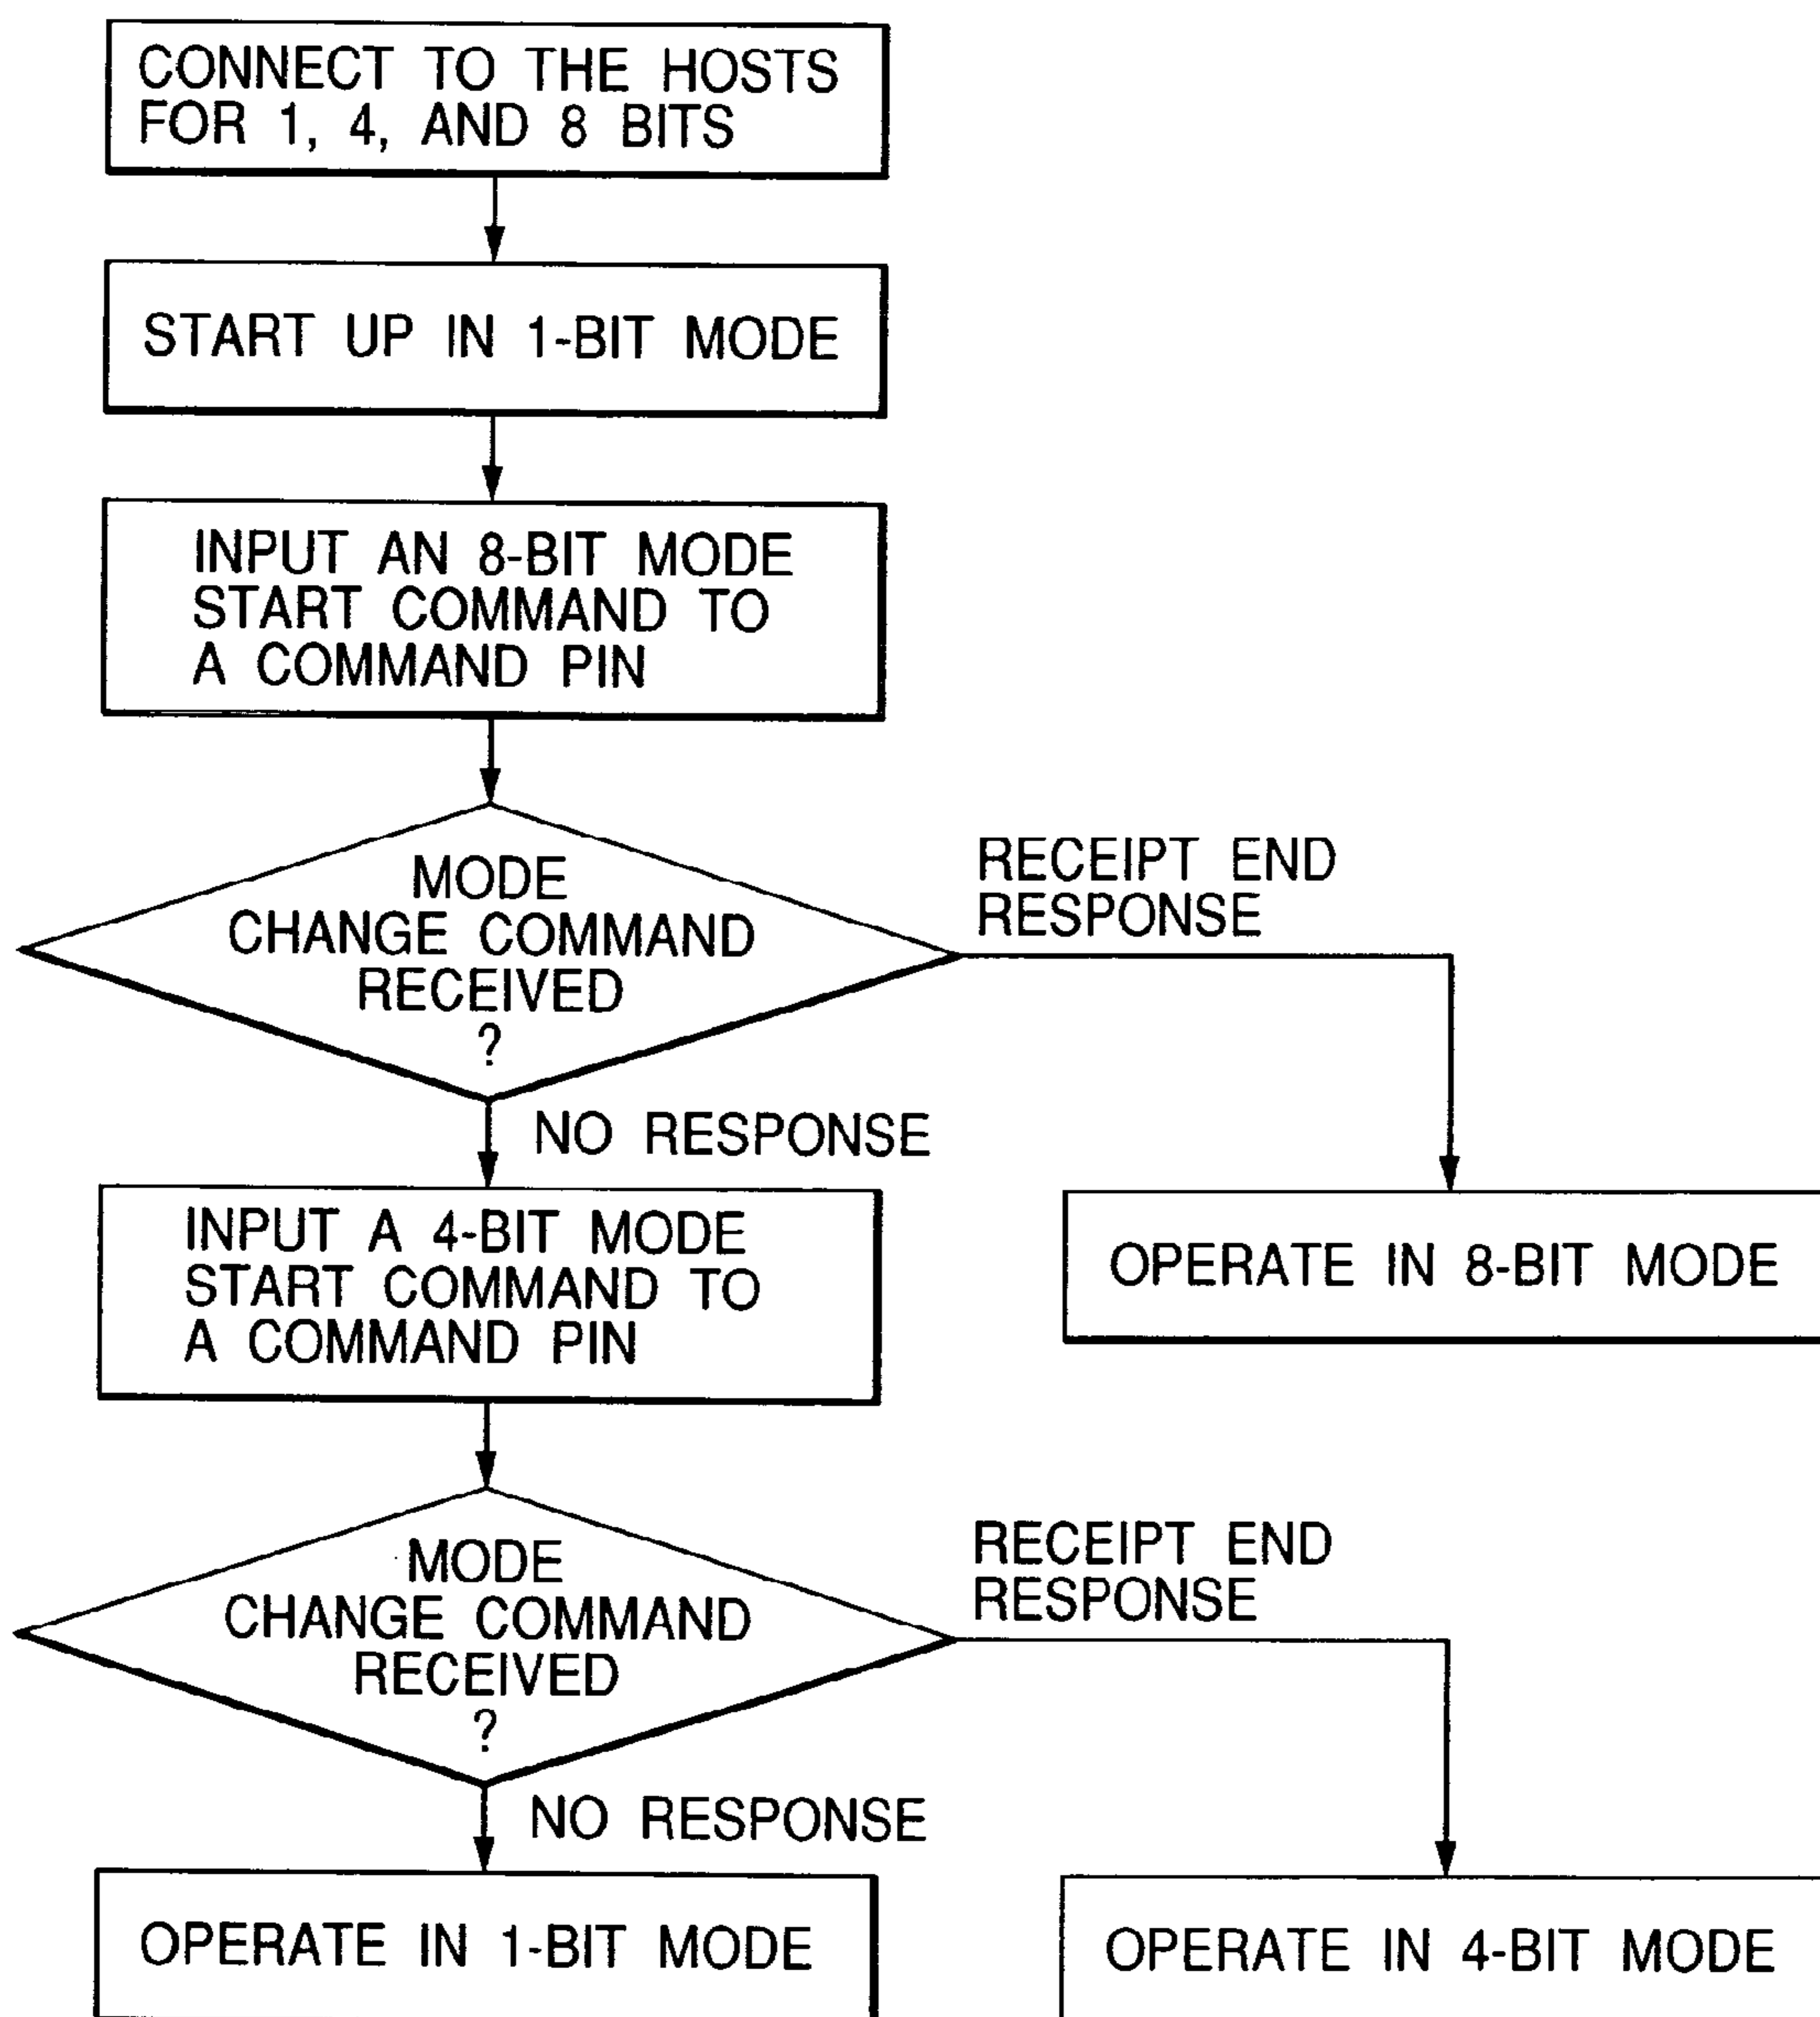 CONNECT TO THE HOSTS
FOR 1, 4, AND 8 BITS
START UP IN 1-BIT MODE
INPUT AN 8-BIT MODE
START COMMAND TO
A COMMAND PIN
MODE
CHANGE COMMAND
RECEIVED
?
RECEIPT END
RESPONSE
NO RESPONSE
INPUT A 4-BIT MODE
START COMMAND TO
A COMMAND PIN
OPERATE IN 8-BIT MODE
MODE
CHANGE COMMAND
RECEIVED
?
RECEIPT END
RESPONSE
NO RESPONSE
OPERATE IN 1-BIT MODE
OPERATE IN 4-BIT MODE